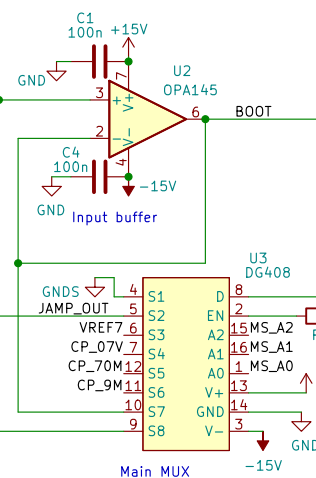 C1
100n
+15V
GND
7
U2
OPA145
3
+
V+
6
BOOT
2
-
V-
4
C4
100n
GND
-15V
Input buffer
U3
DG408
GNDS
4 S1 D 8
JAMP_OUT 5 S2 EN 2
VREF7 6 S3 A2 15 MS_A2
CP_07V 7 S4 A1 16 MS_A1
CP_70M 12 S5 A0 1 MS_A0
CP_9M 11 S6 V+ 13
10 S7 GND 14
9 S8 V- 3
GND
-15V
Main MUX